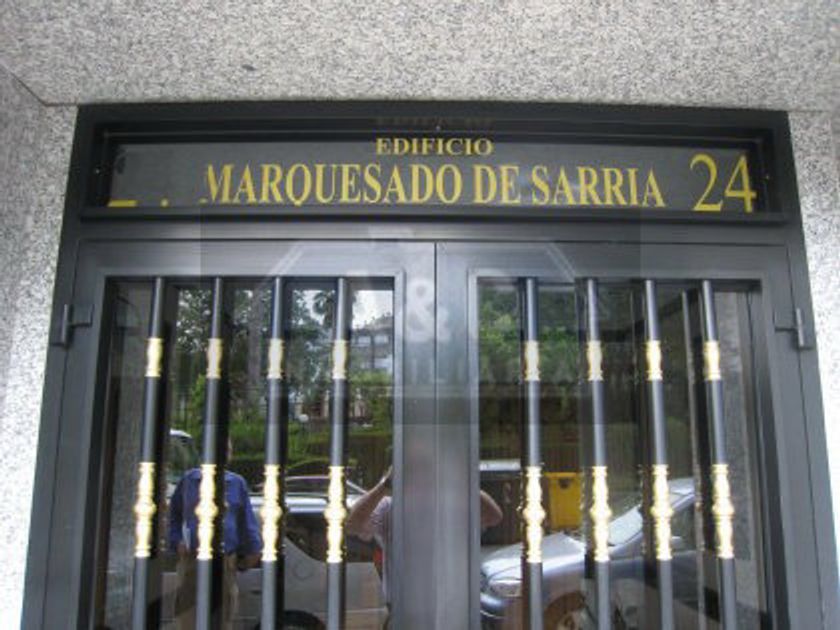 EDIFICIO
MARQUESADO DE SARRIA 24